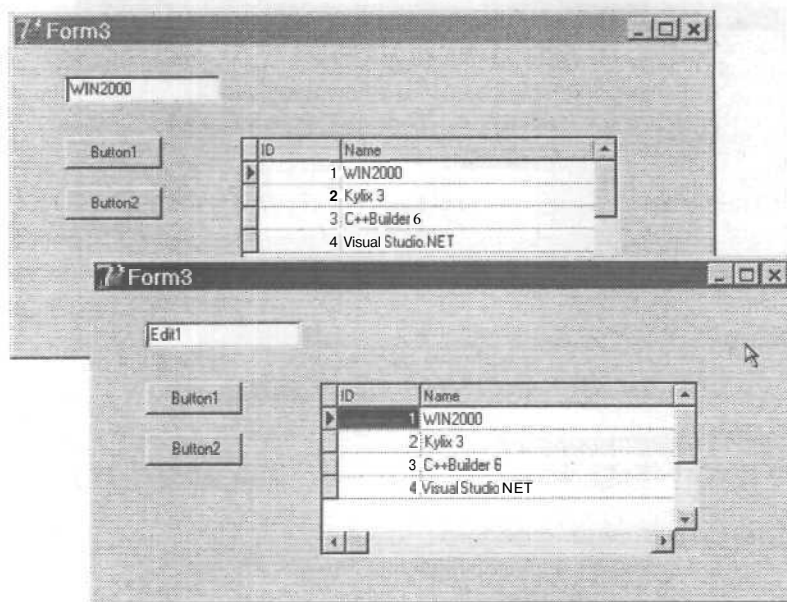 Form3
WIN2000
Button1
Button2
ID Name
1 WIN2000
2 Kylix 3
3 C++Builder 6
4 Visual Studio.NET
Form3
Edit1
Button1
Button2
ID Name
1 WIN2000
2 Kylix 3
3 C++Builder 6
4 Visual Studio NET